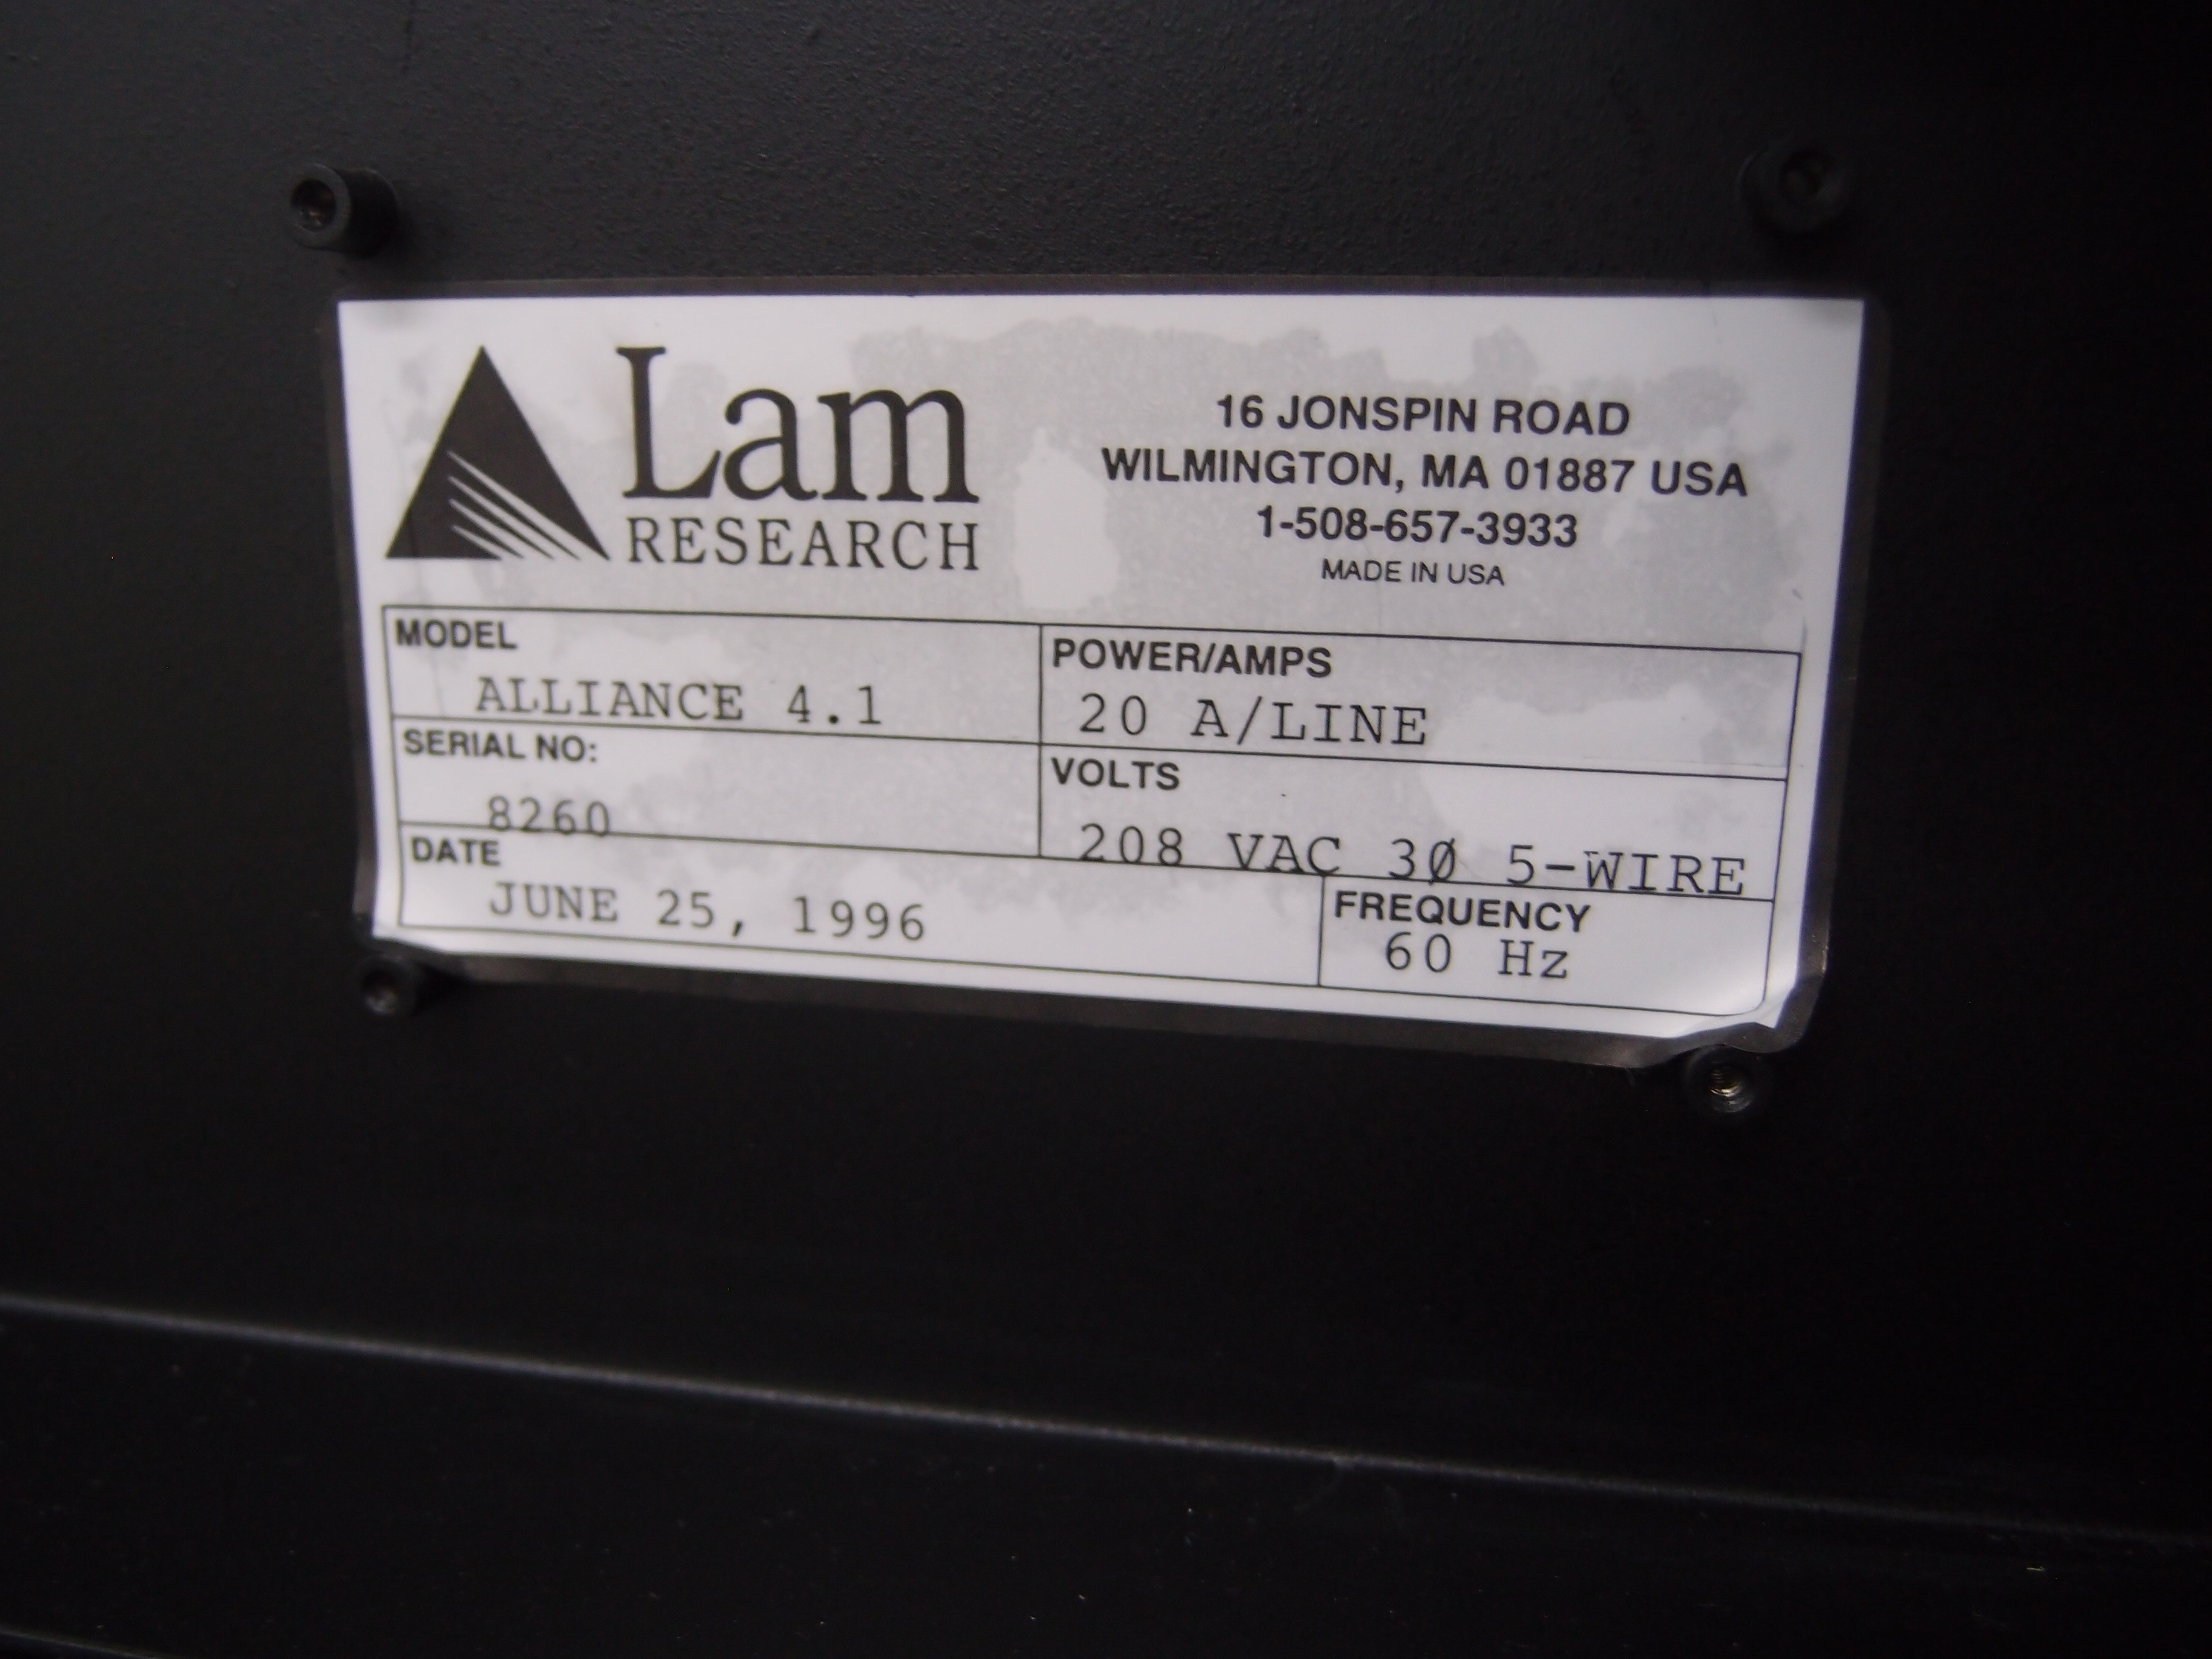 Lam
RESEARCH
16 JONSPIN ROAD
WILMINGTON, MA 01887 USA
1-508-657-3933
MADE IN USA
MODEL
ALLIANCE 4.1
POWER/AMPS
20 A/LINE
SERIAL NO:
8260
VOLTS
208 VAC 3Ø 5-WIRE
DATE
JUNE 25, 1996
FREQUENCY
60 Hz